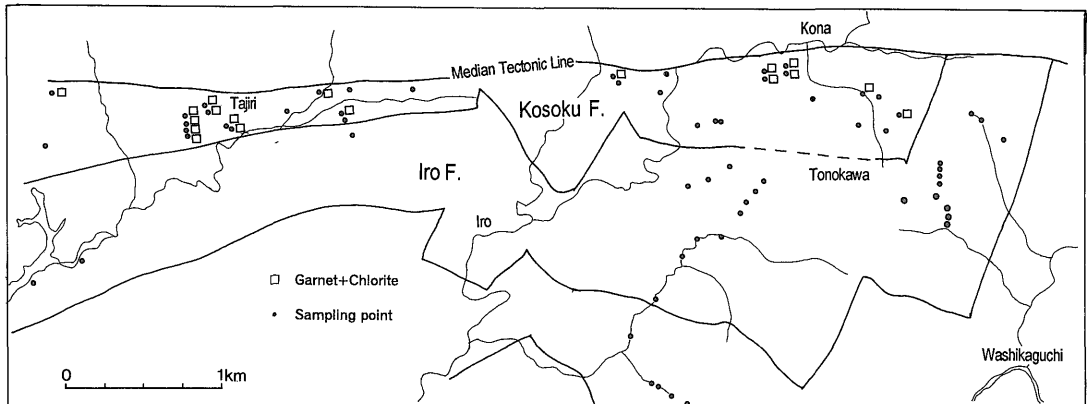 Kona
Median Tectonic Line
Tajiri
Kosoku F.
Iro F.
Tonokawa
Iro
Garnet+Chlorite
Sampling point
Washikaguchi
0 1km